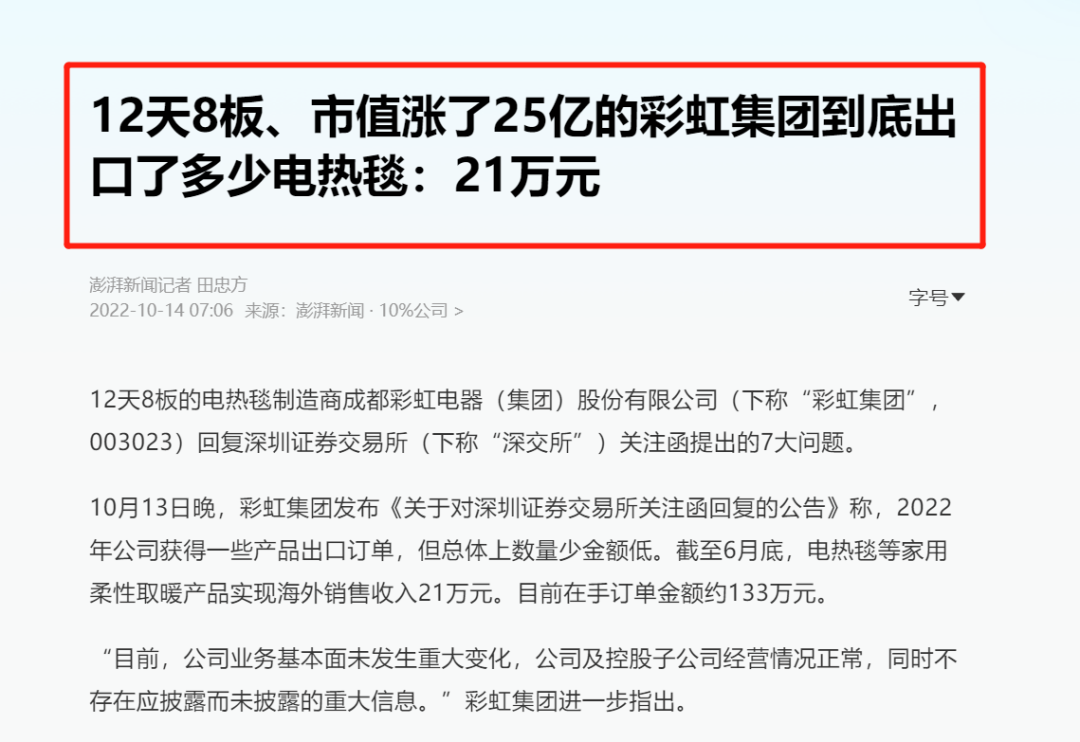 12天8板、市值涨了25亿的彩虹集团到底出
口了多少电热毯：21万元
澎湃新闻记者 田忠方
2022-10-14 07:06 来源：澎湃新闻 · 10%公司 >
字号▼
12天8板的电热毯制造商成都彩虹电器（集团）股份有限公司（下称“彩虹集团”，
003023）回复深圳证券交易所（下称“深交所”）关注函提出的7大问题。
10月13日晚，彩虹集团发布《关于对深圳证券交易所关注函回复的公告》称，2022
年公司获得一些产品出口订单，但总体上数量少金额低。截至6月底，电热毯等家用
柔性取暖产品实现海外销售收入21万元。目前在手订单金额约133万元。
“目前，公司业务基本面未发生重大变化，公司及控股子公司经营情况正常，同时不
存在应披露而未披露的重大信息。”彩虹集团进一步指出。